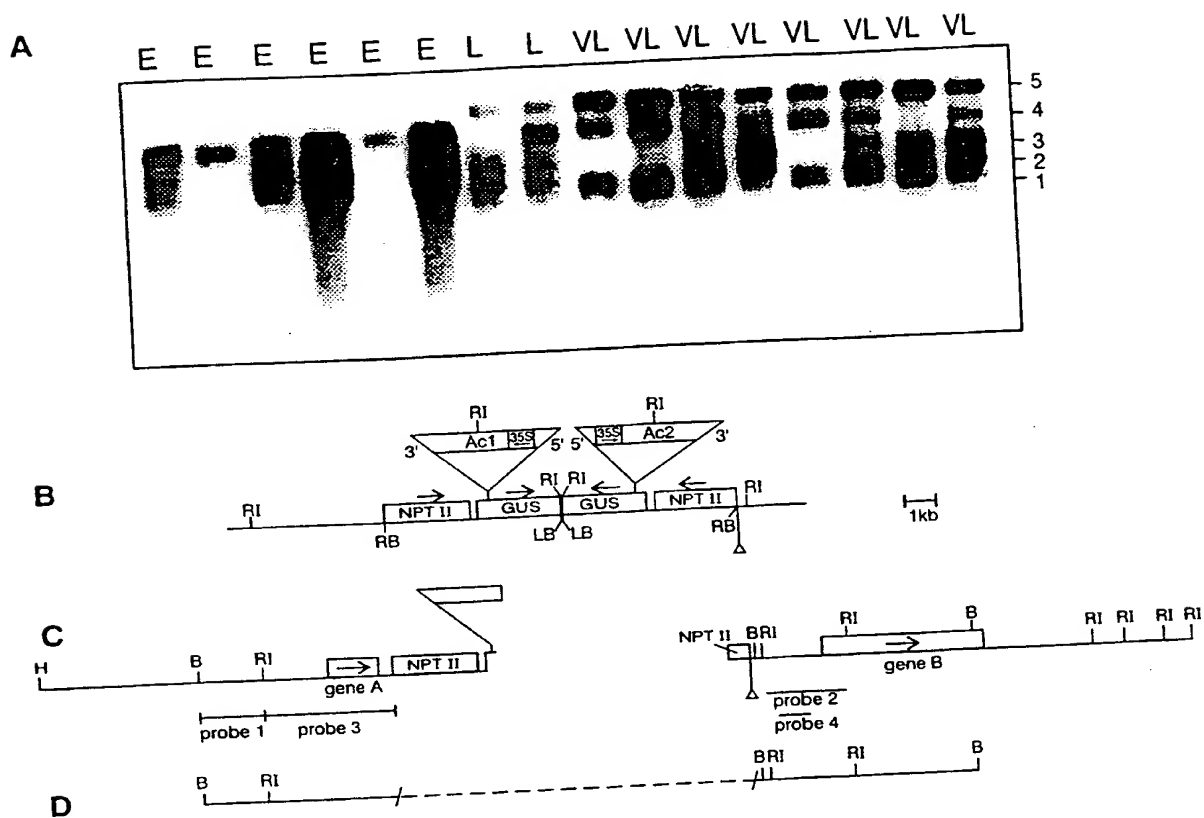 A
E E E E E E L L VL VL VL VL VL VL VL VL
5
4
3
2
1
B
RI RI
3' Ac1 35S 5' 5' 35S Ac2 3'
RI NPT II GUS RI RI GUS NPT II RI
RB LB LB RB
1kb
C
H B RI gene A NPT II
NPT II B RI RI gene B B RI RI RI RI
probe 1 probe 3
probe 2
probe 4
D
B RI B RI RI B